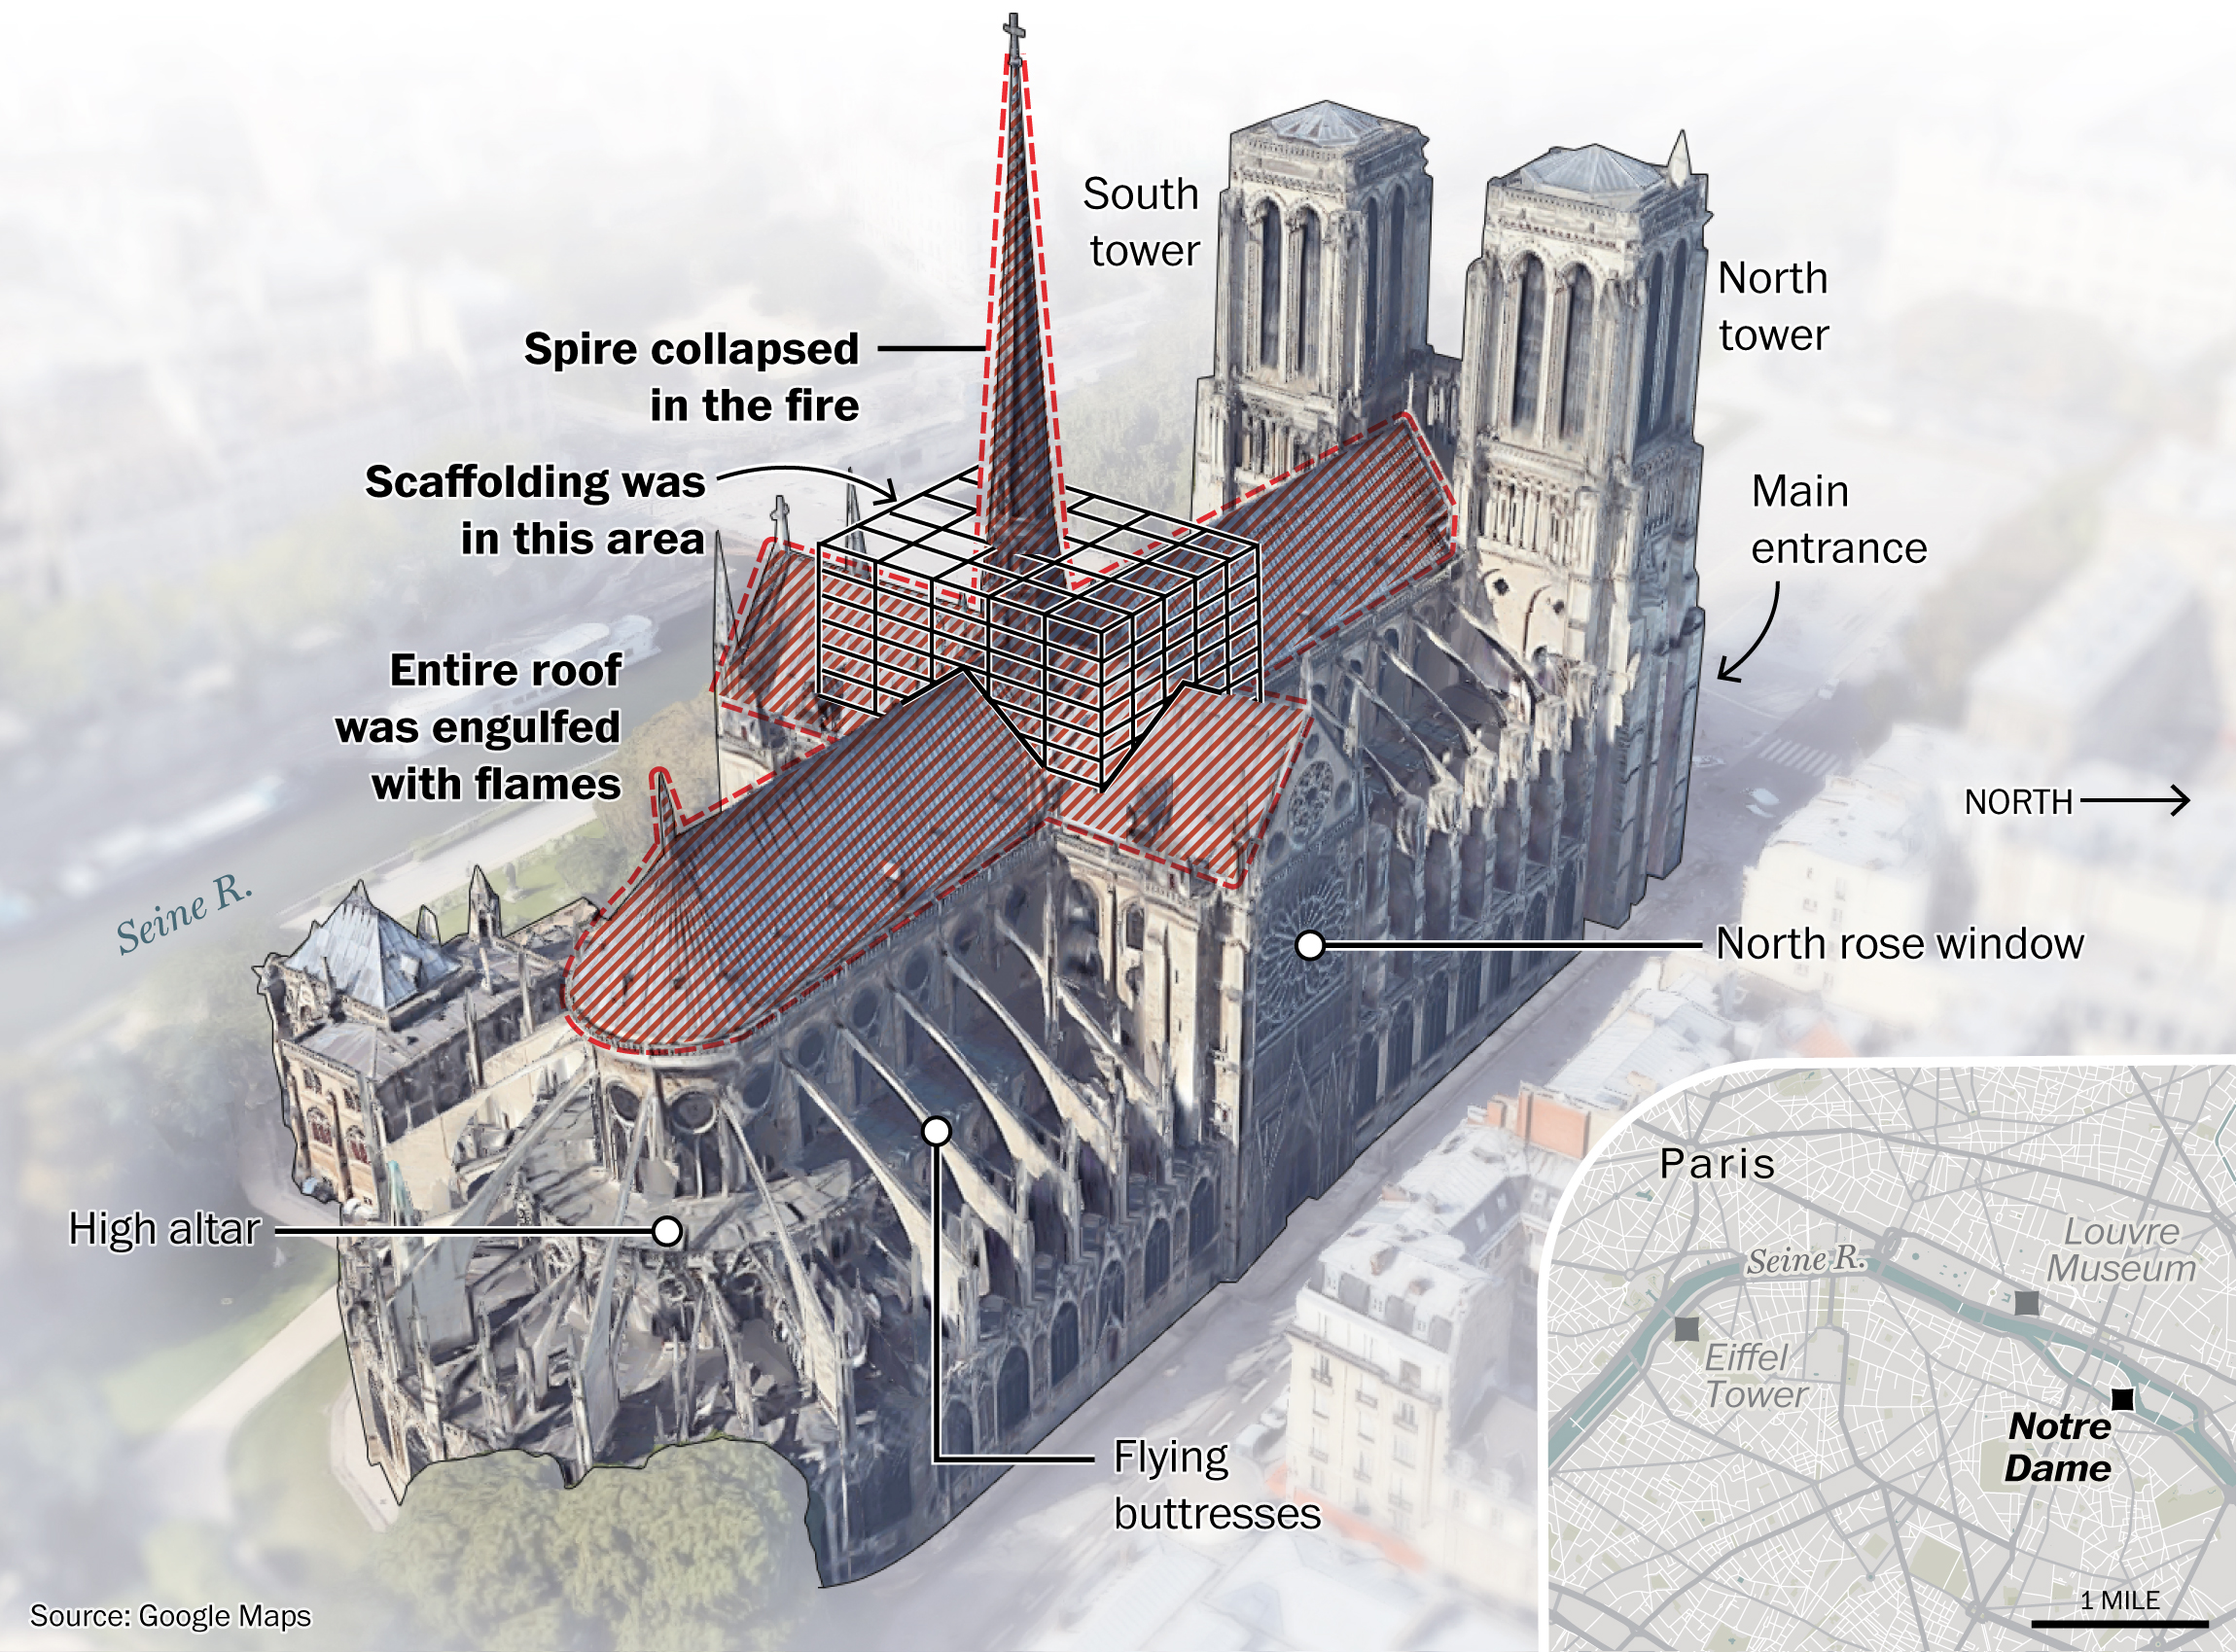 South
tower
North
tower
Spire collapsed
in the fire
Scaffolding was
in this area
Main
entrance
Entire roof
was engulfed
with flames
NORTH
Seine R.
North rose window
High altar
Flying
buttresses
Paris
Seine R.
Louvre
Museum
Eiffel
Tower
Notre
Dame
1 MILE
Source: Google Maps